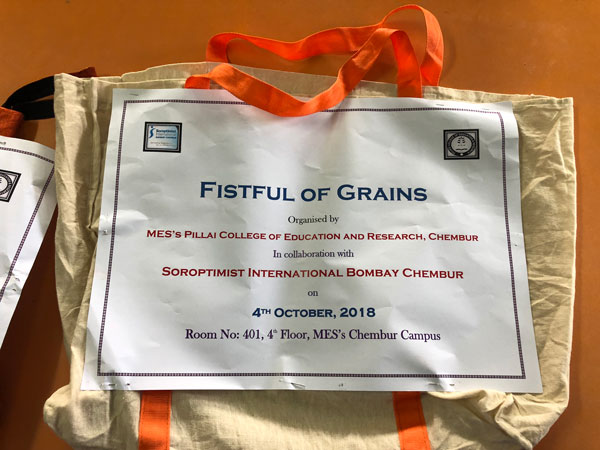 FISTFUL OF GRAINS
Organised by
MES'S PILLAI COLLEGE OF EDUCATION AND RESEARCH, CHEMBUR
In collaboration with
SOROPTIMIST INTERNATIONAL BOMBAY CHEMBUR
on
4TH OCTOBER, 2018
Room No: 401, 4th Floor, MES's Chembur Campus